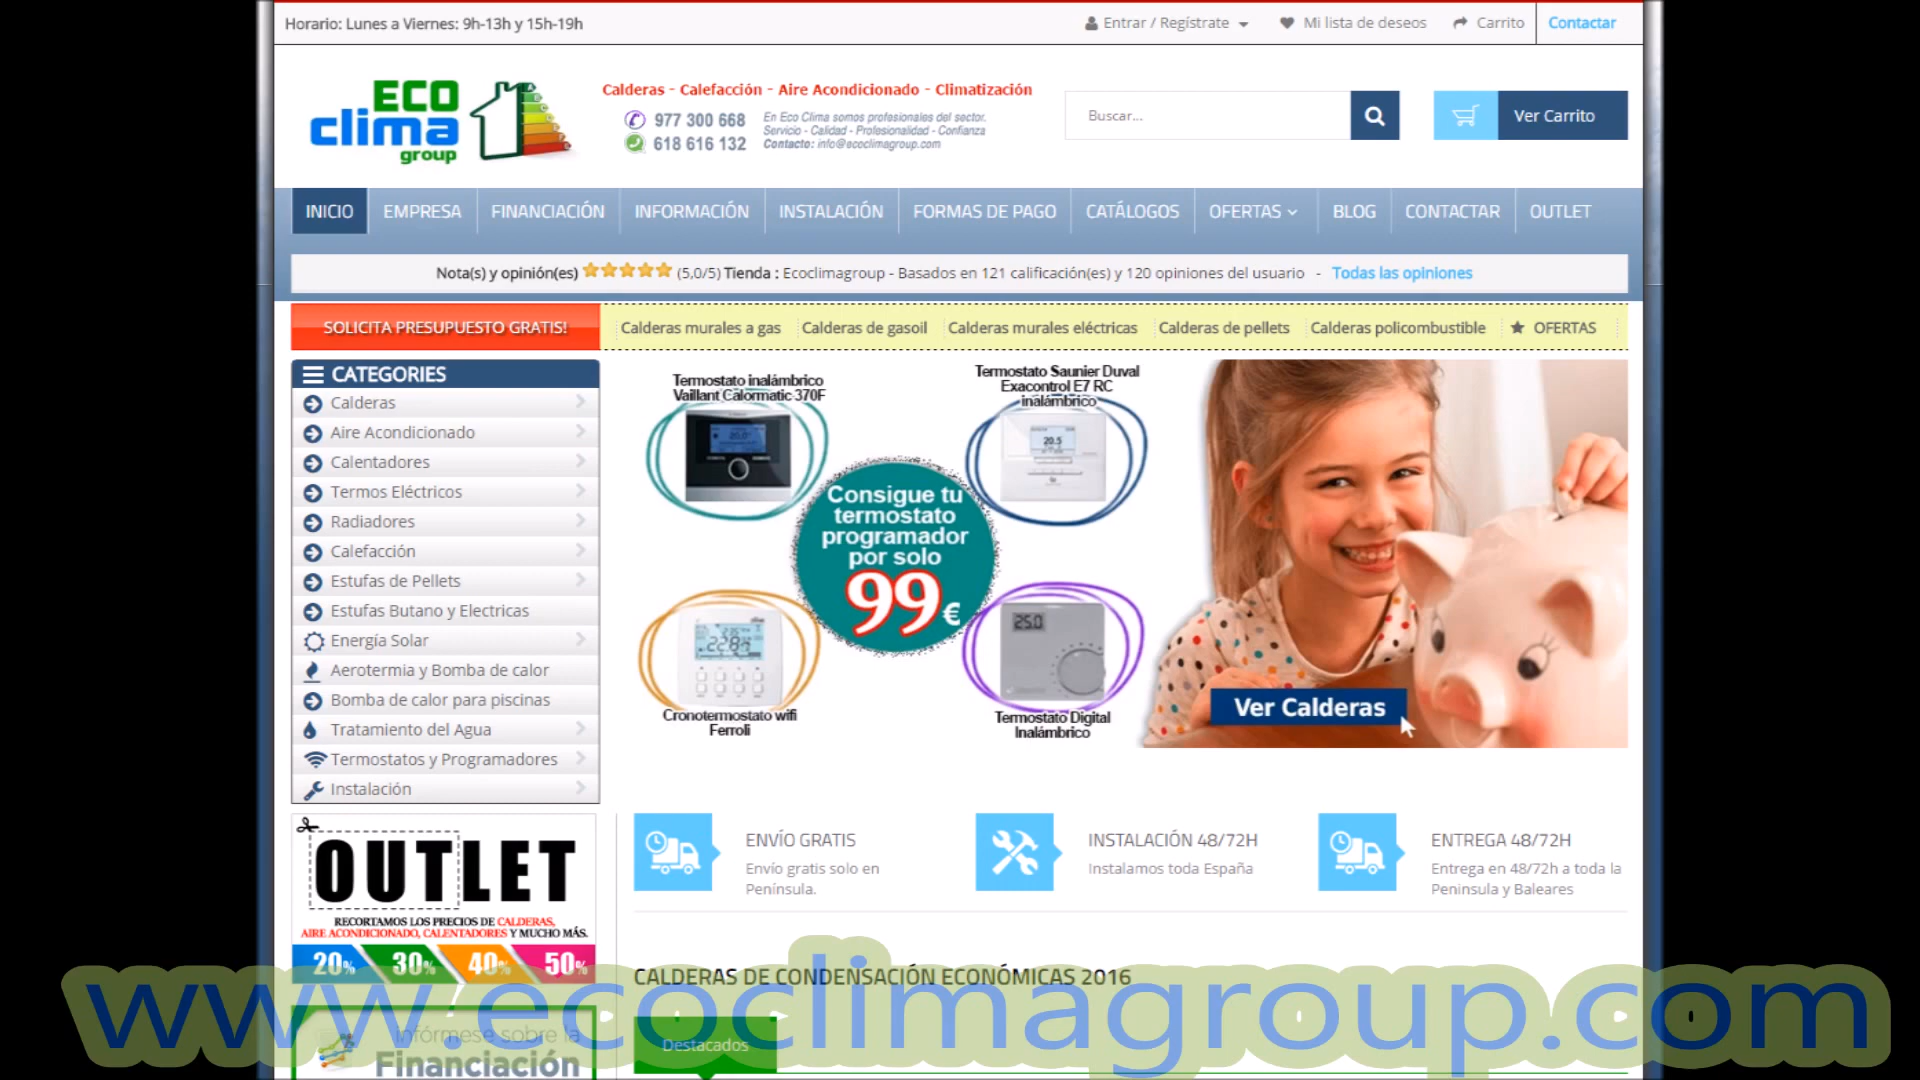 Horario: Lunes a Viernes: 9h-13h y 15h-19h
Entrar / Regístrate
Mi lista de deseos
Carrito
Contactar
ECO
clima
group
Calderas - Calefacción - Aire Acondicionado - Climatización
977 300 668
618 616 132
En Eco Clima somos profesionales del sector.
Servicio - Calidad - Profesionalidad - Confianza
Contacto: info@ecoclimagroup.com
Buscar...
Ver Carrito
INICIO
EMPRESA
FINANCIACIÓN
INFORMACIÓN
INSTALACIÓN
FORMAS DE PAGO
CATÁLOGOS
OFERTAS
BLOG
CONTACTAR
OUTLET
Nota(s) y opinión(es) (5,0/5) Tienda : Ecoclimagroup - Basados en 121 calificación(es) y 120 opiniones del usuario - Todas las opiniones
SOLICITA PRESUPUESTO GRATIS!
Calderas murales a gas
Calderas de gasoil
Calderas murales eléctricas
Calderas de pellets
Calderas policombustible
OFERTAS
CATEGORIES
Calderas
Aire Acondicionado
Calentadores
Termos Eléctricos
Radiadores
Calefacción
Estufas de Pellets
Estufas Butano y Electricas
Energía Solar
Aerotermia y Bomba de calor
Bomba de calor para piscinas
Tratamiento del Agua
Termostatos y Programadores
Instalación
Termostato inalámbrico
Vaillant Calormatic 370F
Termostato Saunier Duval
Exacontrol E7 RC
inalámbrico
20.5
Consigue tu
termostato
programador
por solo
99€
25.0
Cronotermostato wifi
Ferroli
Termostato Digital
Inalámbrico
Ver Calderas
OUTLET
RECORTAMOS LOS PRECIOS DE CALDERAS,
AIRE ACONDICIONADO, CALENTADORES Y MUCHO MÁS.
20% 30% 40% 50%
ENVÍO GRATIS
Envío gratis solo en
Península.
INSTALACIÓN 48/72H
Instalamos toda España
ENTREGA 48/72H
Entrega en 48/72h a toda la
Peninsula y Baleares
CALDERAS DE CONDENSACIÓN ECONÓMICAS 2016
www.ecoclimagroup.com
infórmese sobre la
Financiación
Destacados